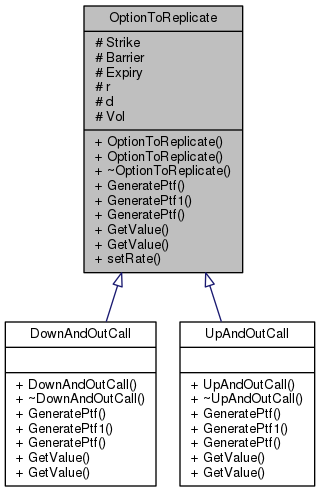 OptionToReplicate
# Strike
# Barrier
# Expiry
# r
# d
# Vol
+ OptionToReplicate()
+ OptionToReplicate()
+ ~OptionToReplicate()
+ GeneratePtf()
+ GeneratePtf1()
+ GeneratePtf()
+ GetValue()
+ GetValue()
+ setRate()
DownAndOutCall
+ DownAndOutCall()
+ ~DownAndOutCall()
+ GeneratePtf()
+ GeneratePtf1()
+ GeneratePtf()
+ GetValue()
+ GetValue()
UpAndOutCall
+ UpAndOutCall()
+ ~UpAndOutCall()
+ GeneratePtf()
+ GeneratePtf1()
+ GeneratePtf()
+ GetValue()
+ GetValue()